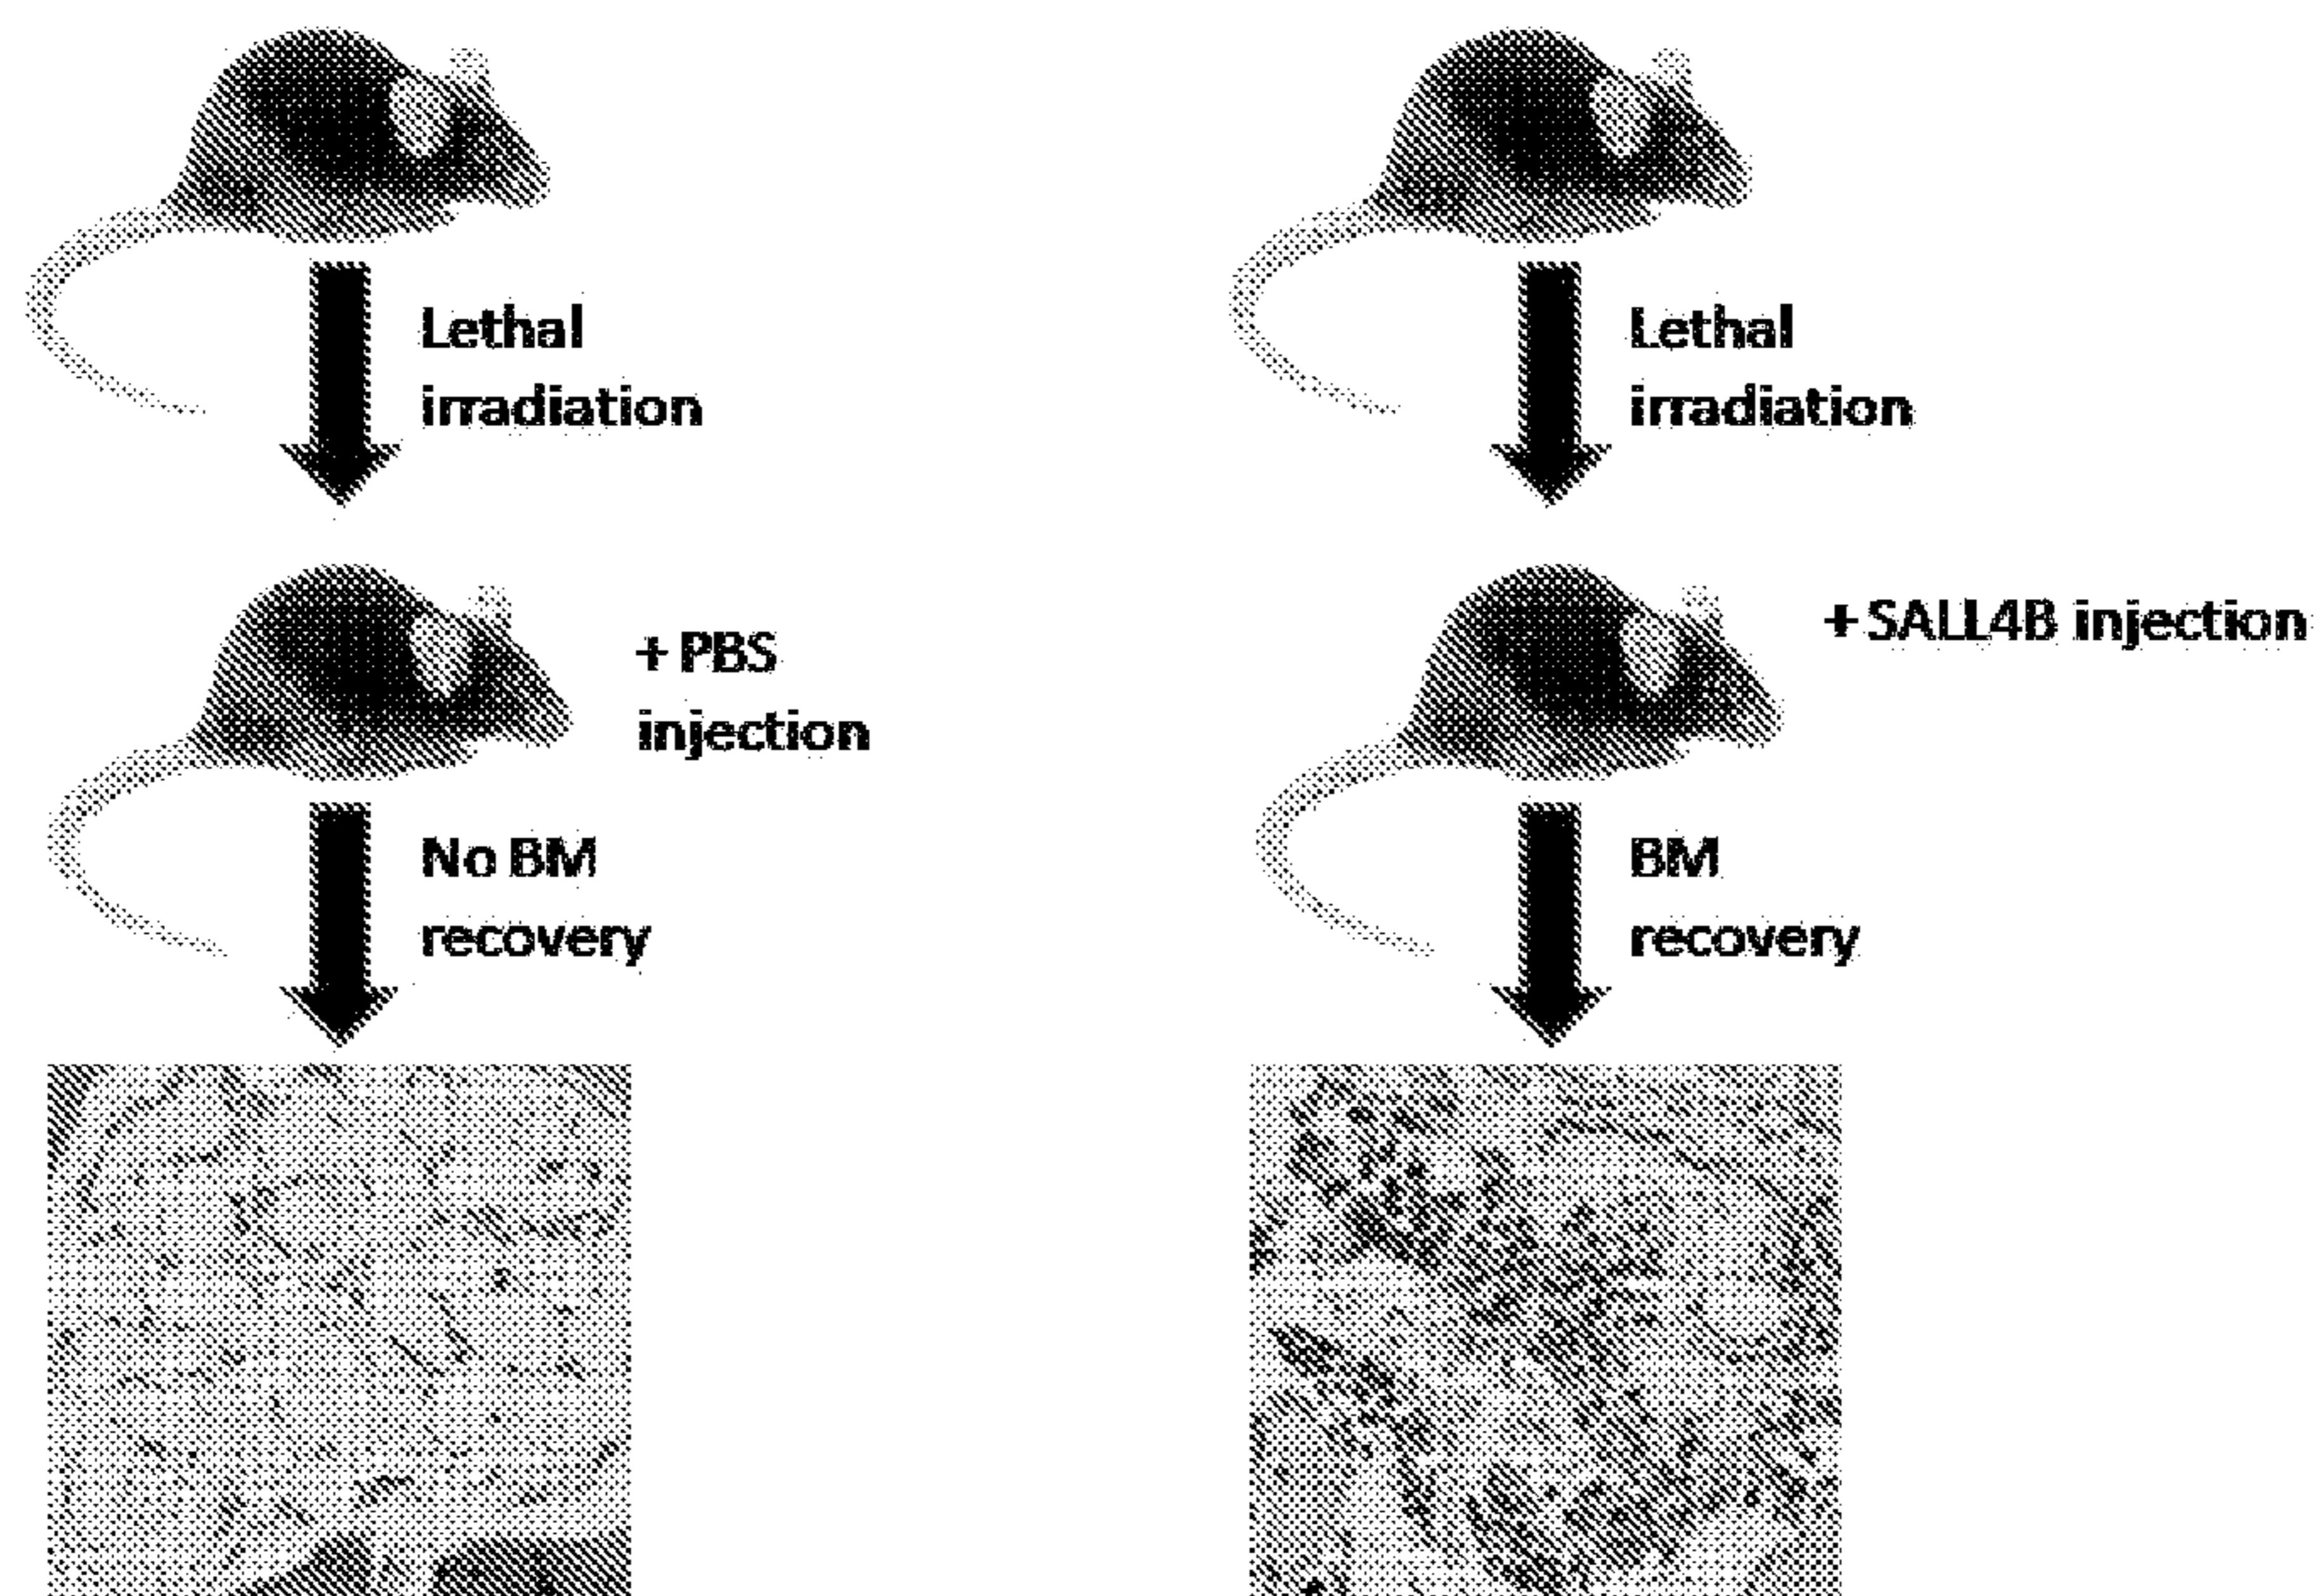 Lethal
irradiation
Lethal
irradiation
+ PBS
injection
+ SALL4B injection
No BM
recovery
BM
recovery